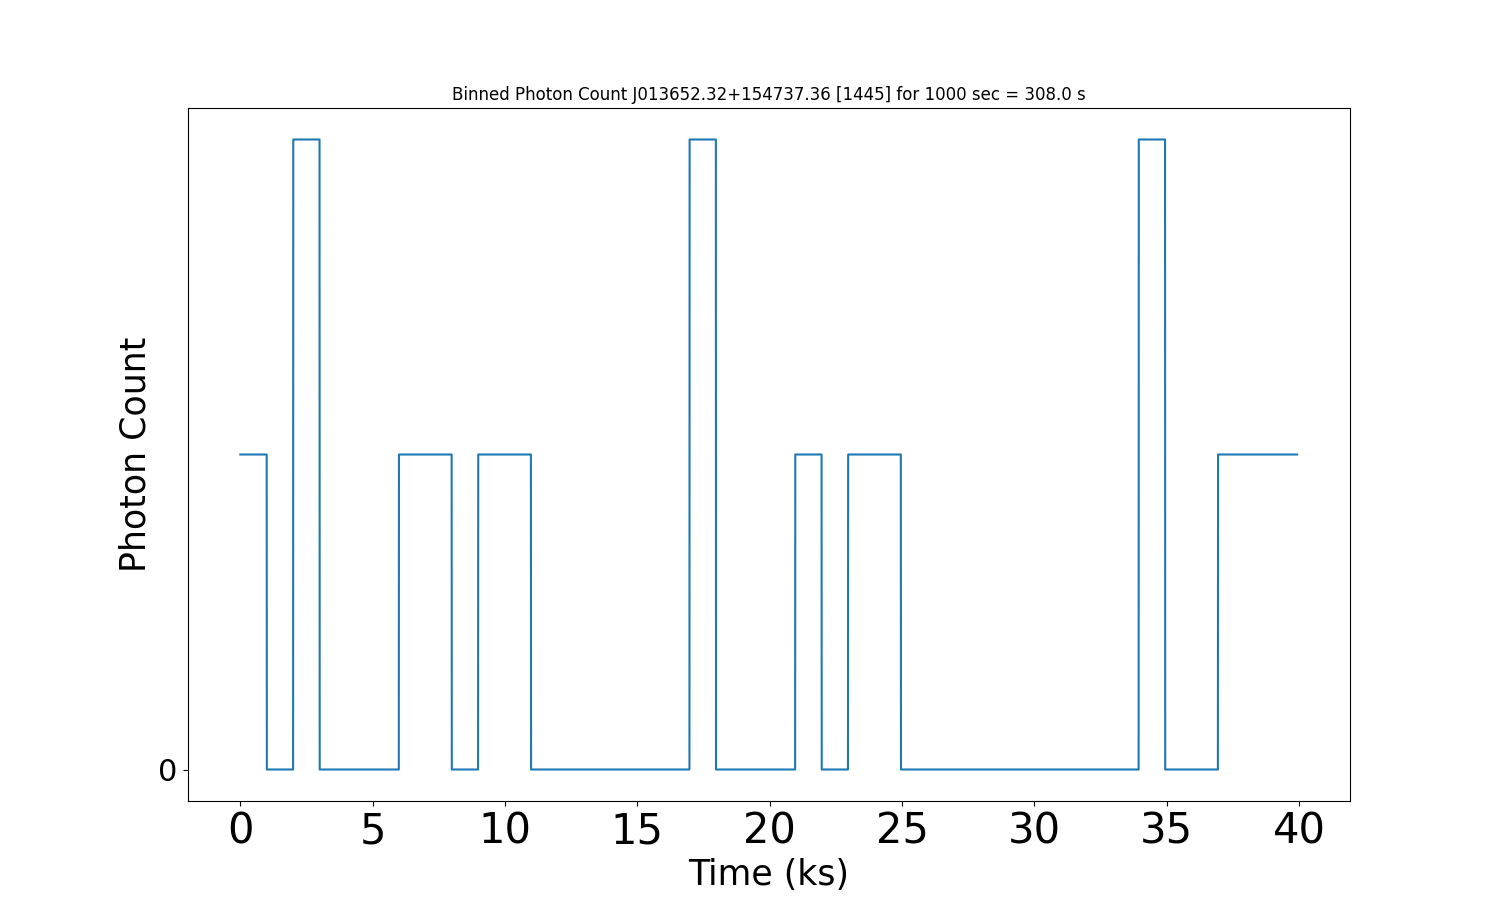 Binned Photon Count J013652.32+154737.36 [1445] for 1000 sec = 308.0 s
Photon Count
0
0 5 10 15 20 25 30 35 40
Time (ks)